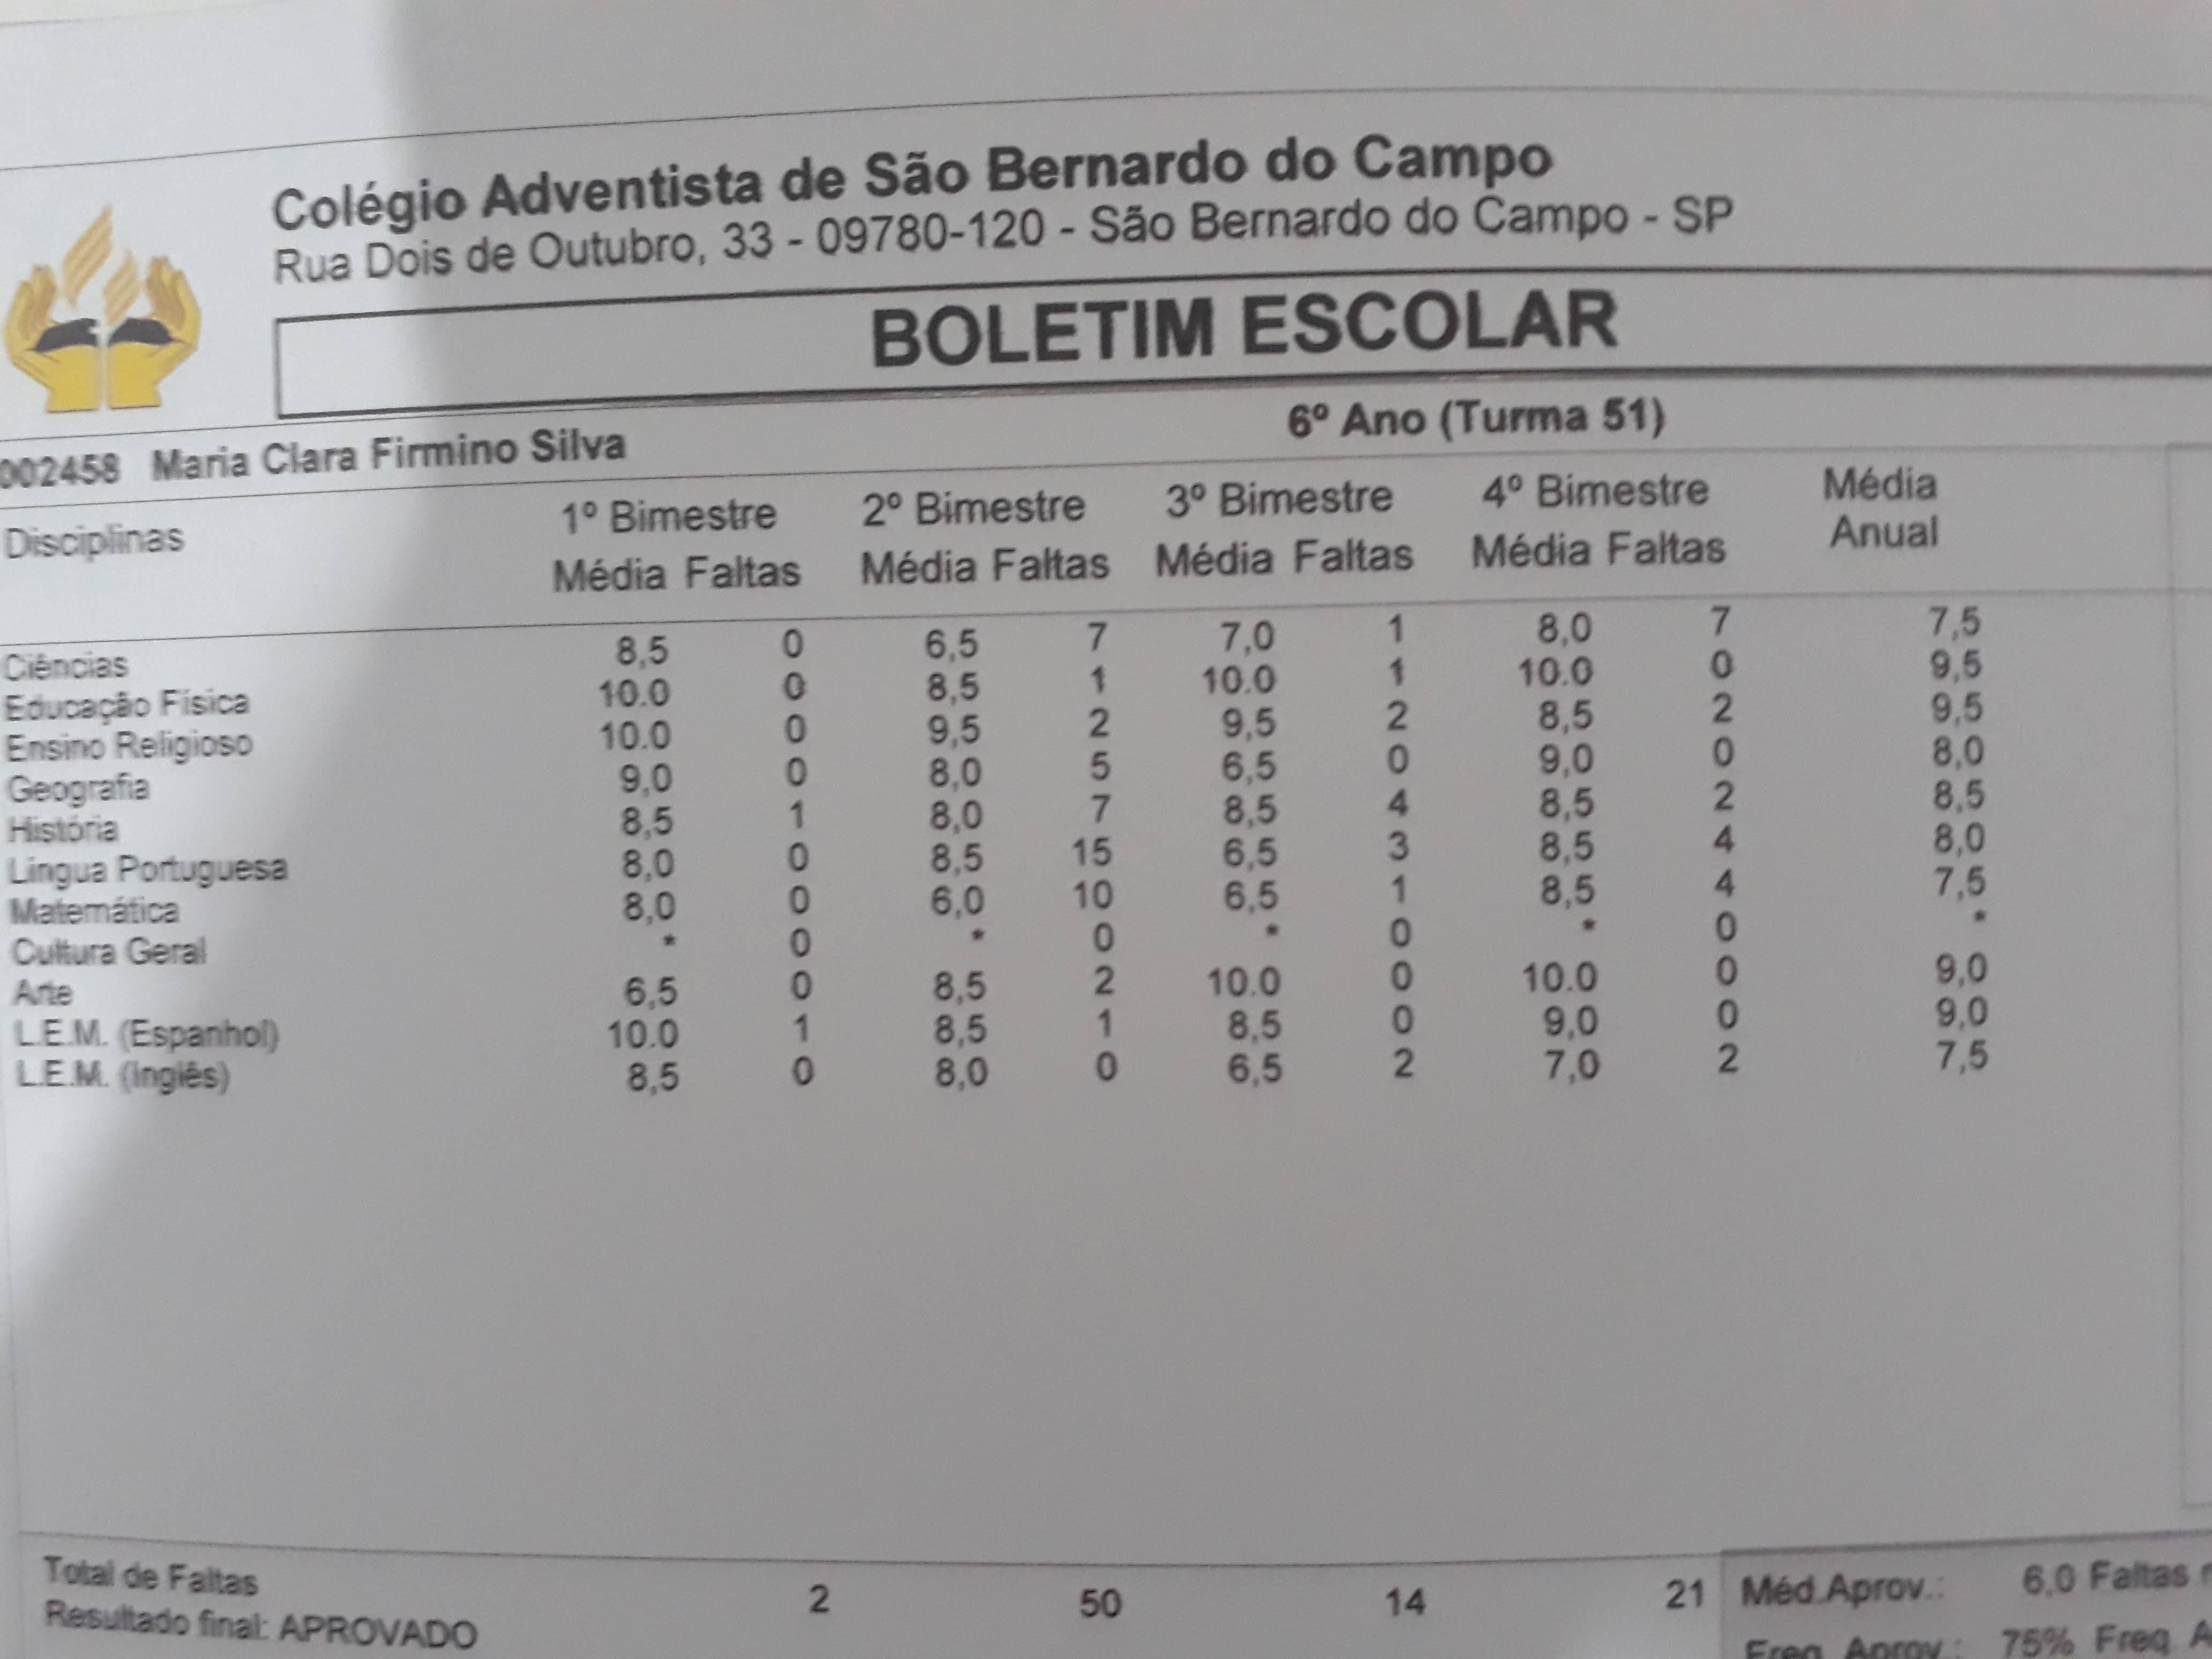 Colégio Adventista de São Bernardo do Campo
Rua Dois de Outubro, 33 - 09780-120 - São Bernardo do Campo - SP
BOLETIM ESCOLAR
002458 Maria Clara Firmino Silva 6º Ano (Turma 51)
Disciplinas 1º Bimestre 2º Bimestre 3º Bimestre 4º Bimestre Média
Média Faltas Média Faltas Média Faltas Média Faltas Anual
Ciências 8,5 0 6,5 7 7,0 1 8,0 7 7,5
Educação Física 10.0 0 8,5 1 10.0 1 10.0 0 9,5
Ensino Religioso 10.0 0 9,5 2 9,5 2 8,5 2 9,5
Geografia 9,0 0 8,0 5 6,5 0 9,0 0 8,0
História 8,5 1 8,0 7 8,5 4 8,5 2 8,5
Língua Portuguesa 8,0 0 8,5 15 6,5 3 8,5 4 8,0
Matemática 8,0 0 6,0 10 6,5 1 8,5 4 7,5
Cultura Geral * 0 * 0 * 0 * 0 *
Arte 6,5 0 8,5 2 10.0 0 10.0 0 9,0
L.E.M. (Espanhol) 10.0 1 8,5 1 8,5 0 9,0 0 9,0
L.E.M. (Inglês) 8,5 0 8,0 0 6,5 2 7,0 2 7,5
Total de Faltas 2 50 14 21 Méd.Aprov.: 6,0 Faltas
Resultado final: APROVADO Freq. Aprov.: 75% Freq. A